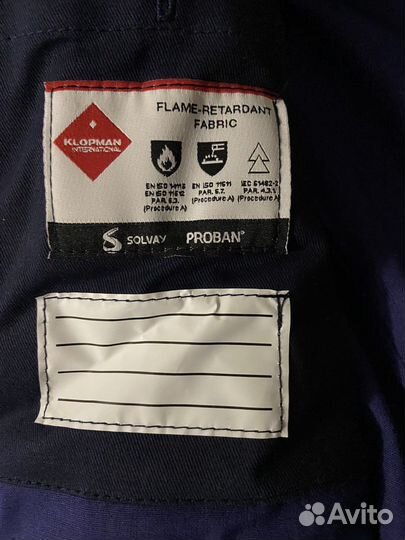 KLOPMAN
INTERNATIONAL
FLAME-RETARDANT
FABRIC
EN ISO 14116
EN ISO 11612
PAR. 6.3.
(Procedure A)
EN ISO 11611
PAR. 6.7.
(Procedure A)
IEC 61482-2
PAR. 4.3.1
(Procedure A)
SOLVAY PROBAN®
Avito